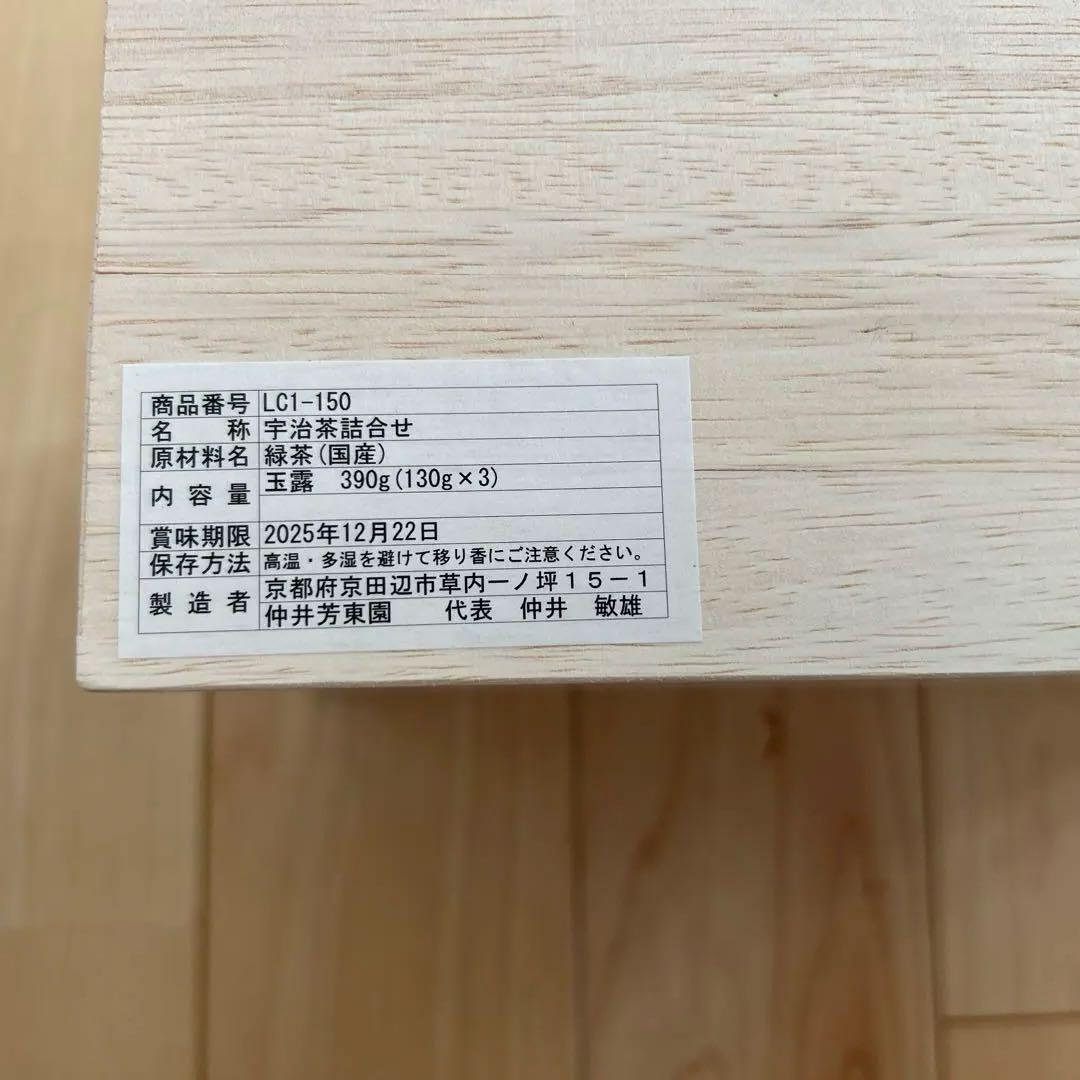 商品番号 LC1-150
名 称 宇治茶詰合せ
原材料名 緑茶(国産)
内容量 玉露 390g(130g×3)
賞味期限 2025年12月22日
保存方法 高温・多湿を避けて移り香にご注意ください。
製造者 京都府京田辺市草内一ノ坪15-1
仲井芳東園 代表 仲井 敏雄